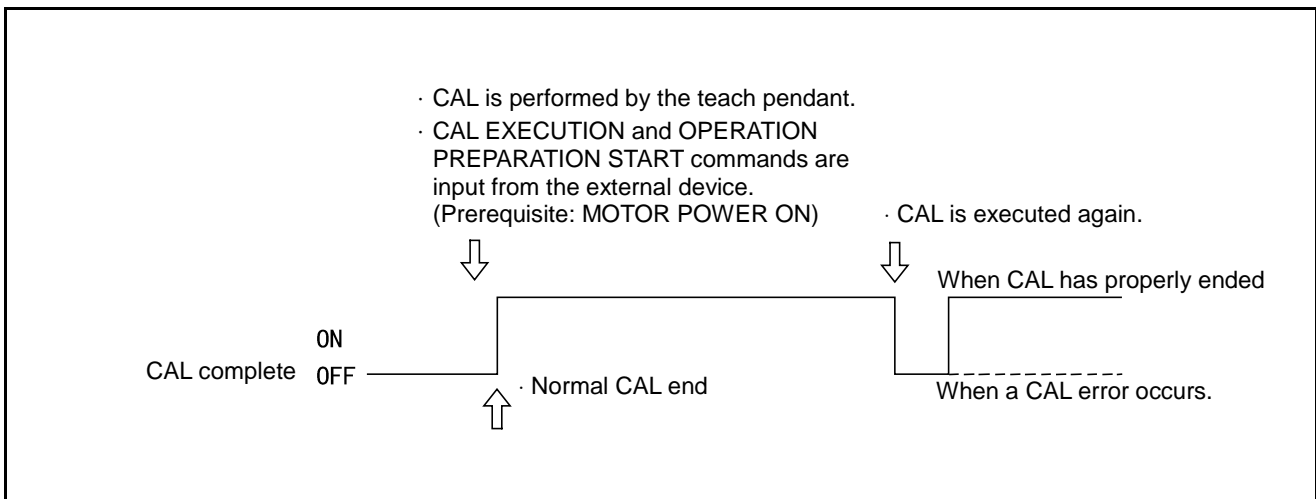 · CAL is performed by the teach pendant.
· CAL EXECUTION and OPERATION
PREPARATION START commands are
input from the external device.
(Prerequisite: MOTOR POWER ON)
· CAL is executed again.
When CAL has properly ended
ON
CAL complete OFF
· Normal CAL end
When a CAL error occurs.